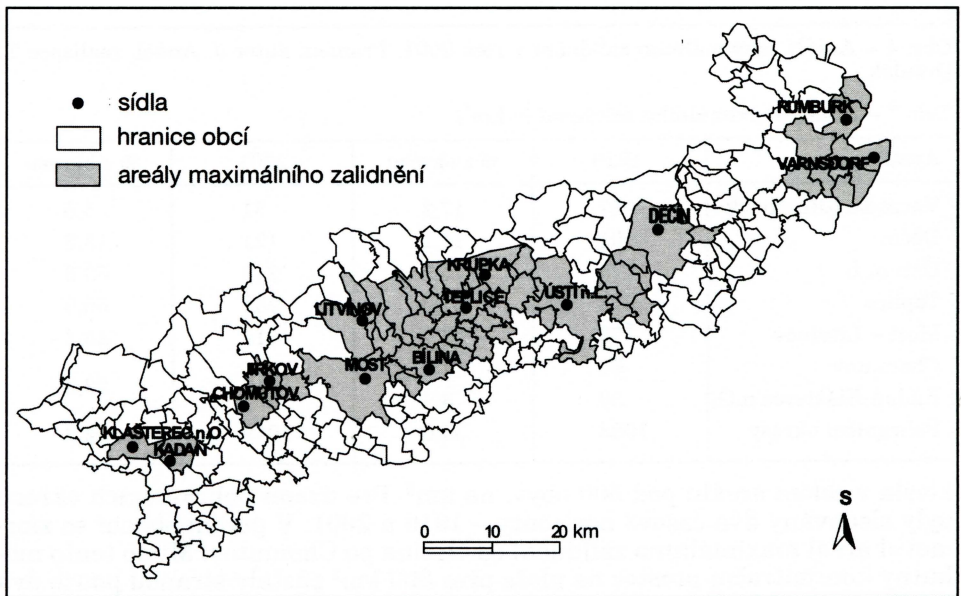 sídla
hranice obcí
areály maximálního zalidnění
RUMBURK
VARNSDORF
DĚČÍN
KRUPKA
TEPLICE
ÚSTÍ n.L.
LITVÍNOV
BÍLINA
MOST
JIRKOV
CHOMUTOV
KLÁŠTEREC n.O.
KADAŇ
S
0 10 20 km